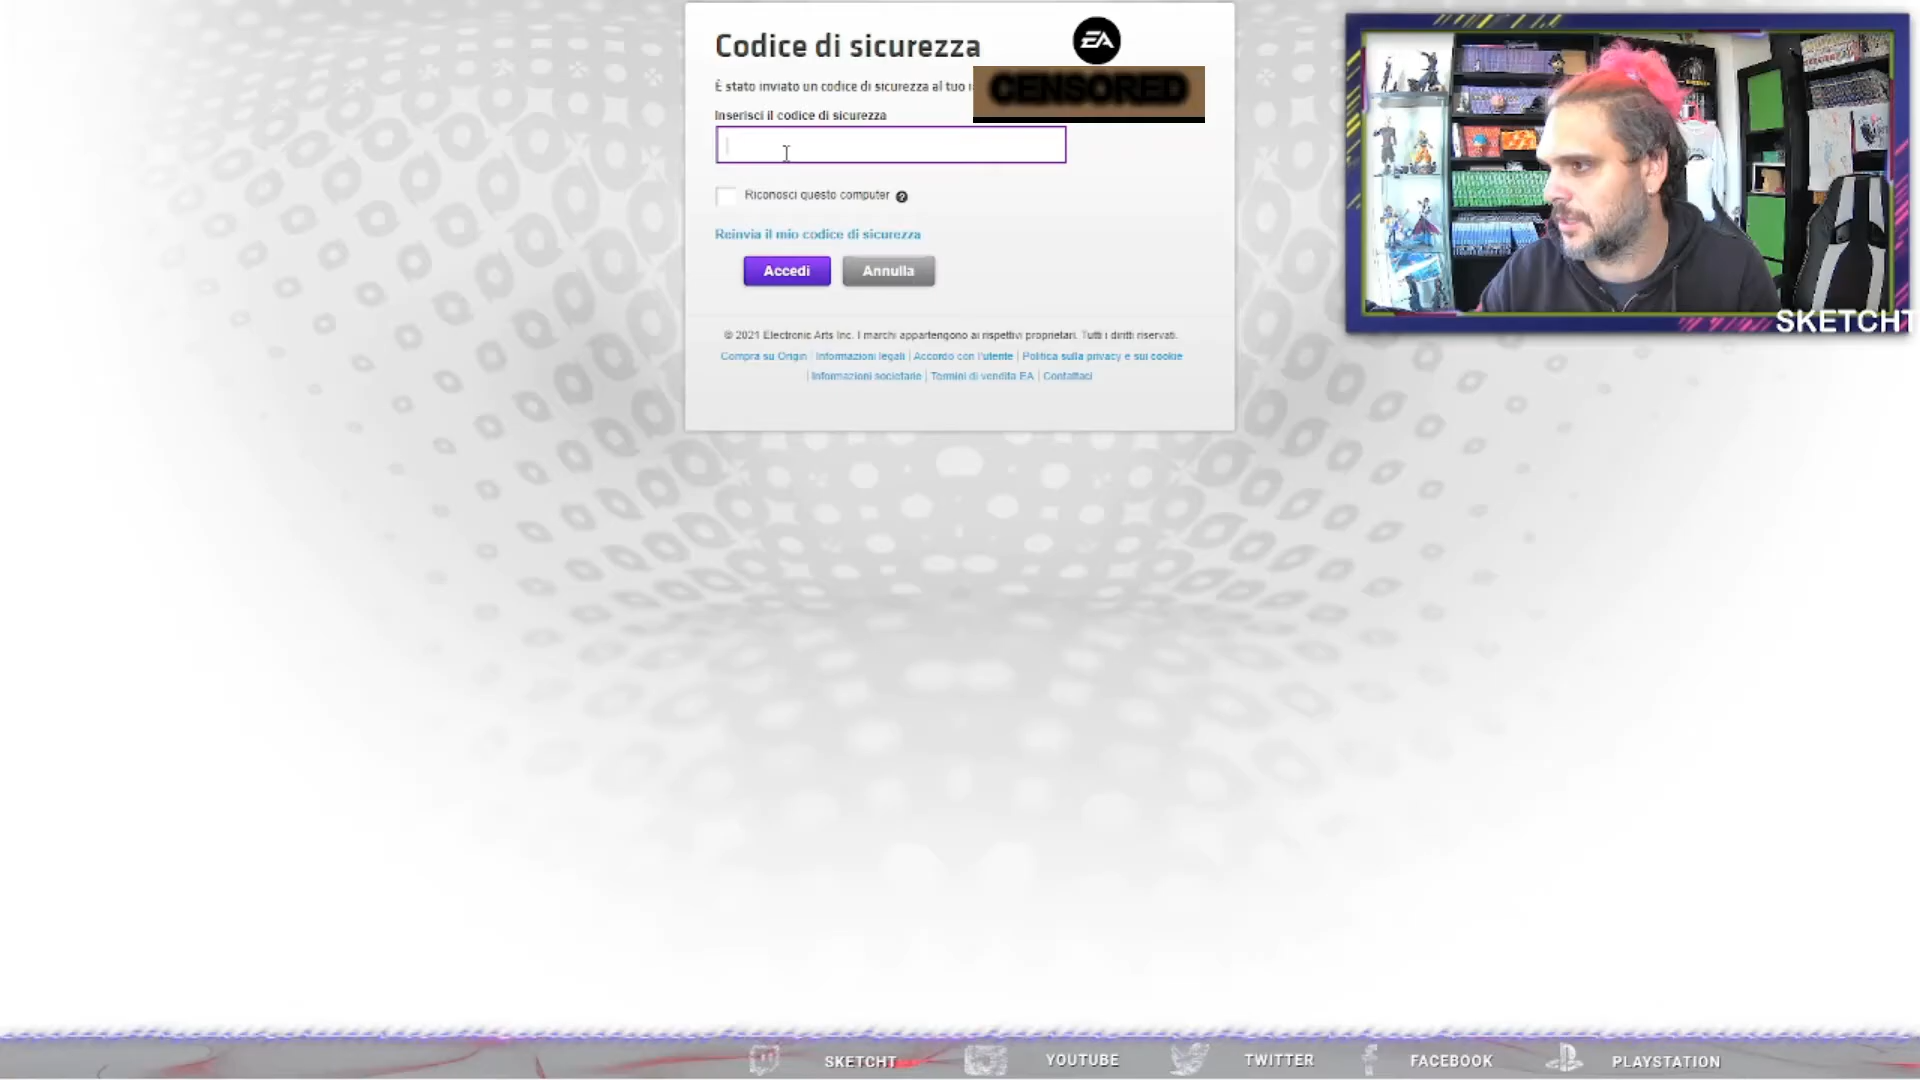 Codice di sicurezza
EA
È stato inviato un codice di sicurezza al tuo
CENSORED
Inserisci il codice di sicurezza
Riconosci questo computer ?
Reinvia il mio codice di sicurezza
Accedi Annulla
© 2021 Electronic Arts Inc. I marchi appartengono ai rispettivi proprietari. Tutti i diritti riservati.
Compra su Origin | Informazioni legali | Accordo con l'utente | Politica sulla privacy e sui cookie
| Informazioni societarie | Termini di vendita EA | Contattaci
SKETCHT
SKETCHT YOUTUBE TWITTER FACEBOOK PLAYSTATION